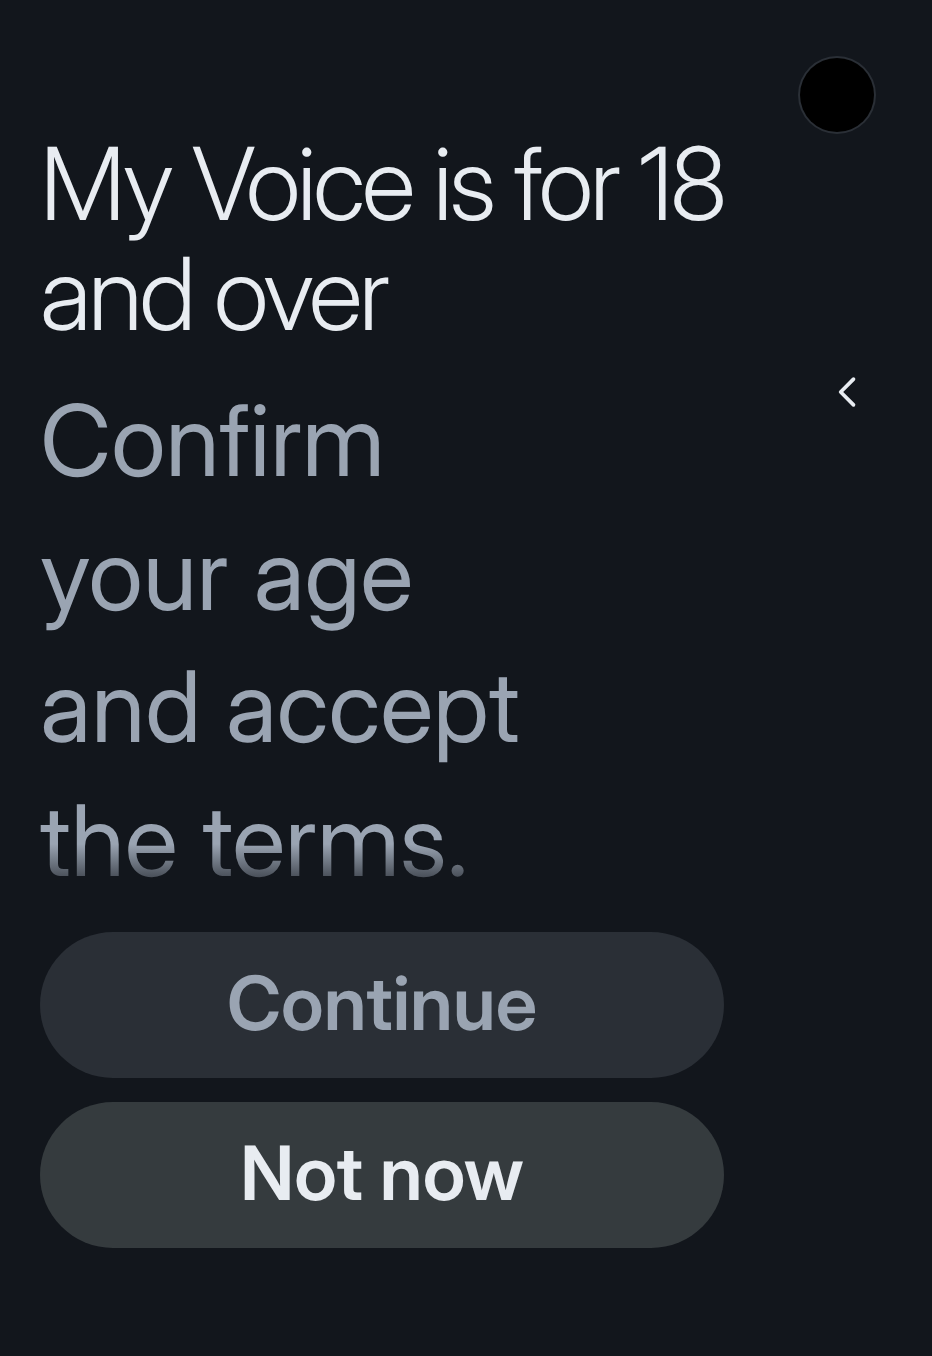 My Voice is for 18
and over
Confirm
your age
and accept
the terms.
Continue
Not now